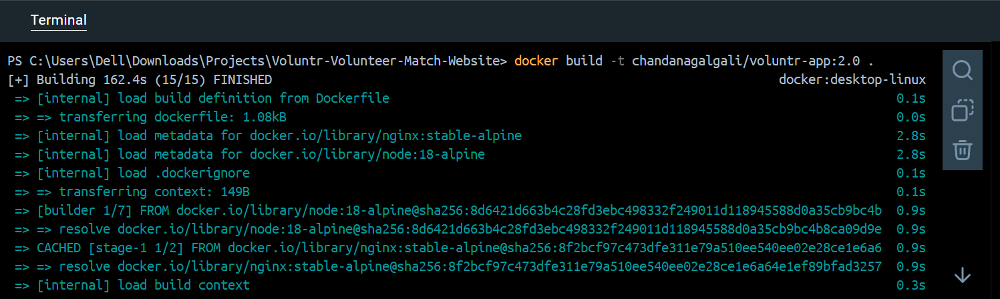 Terminal
PS C:\Users\Dell\Downloads\Projects\Voluntr-Volunteer-Match-Website> docker build -t chandanagalgali/voluntr-app:2.0 .
[+] Building 162.4s (15/15) FINISHED docker:desktop-linux
=> [internal] load build definition from Dockerfile 0.1s
=> => transferring dockerfile: 1.08kB 0.0s
=> [internal] load metadata for docker.io/library/nginx:stable-alpine 2.8s
=> [internal] load metadata for docker.io/library/node:18-alpine 2.8s
=> [internal] load .dockerignore 0.1s
=> => transferring context: 149B 0.1s
=> [builder 1/7] FROM docker.io/library/node:18-alpine@sha256:8d6421d663b4c28fd3ebc498332f249011d118945588d0a35cb9bc4b 0.9s
=> => resolve docker.io/library/node:18-alpine@sha256:8d6421d663b4c28fd3ebc498332f249011d118945588d0a35cb9bc4b8ca09d9e 0.9s
=> CACHED [stage-1 1/2] FROM docker.io/library/nginx:stable-alpine@sha256:8f2bcf97c473dfe311e79a510ee540ee02e28ce1e6a6 0.9s
=> => resolve docker.io/library/nginx:stable-alpine@sha256:8f2bcf97c473dfe311e79a510ee540ee02e28ce1e6a64e1ef89bfad3257 0.9s
=> [internal] load build context 0.3s